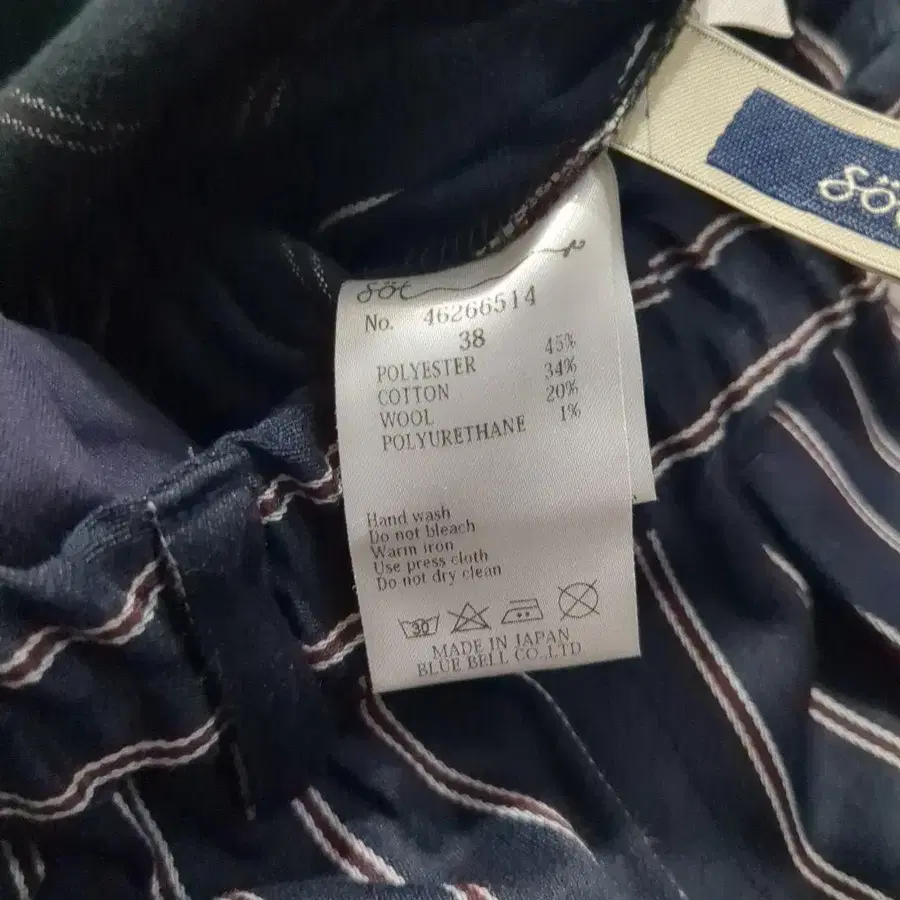 söt
söt
No. 46266514
38
POLYESTER 45%
COTTON 34%
WOOL 20%
POLYURETHANE 1%
Hand wash
Do not bleach
Warm iron
Use press cloth
Do not dry clean
30
MADE IN JAPAN
BLUE BELL CO.,LTD